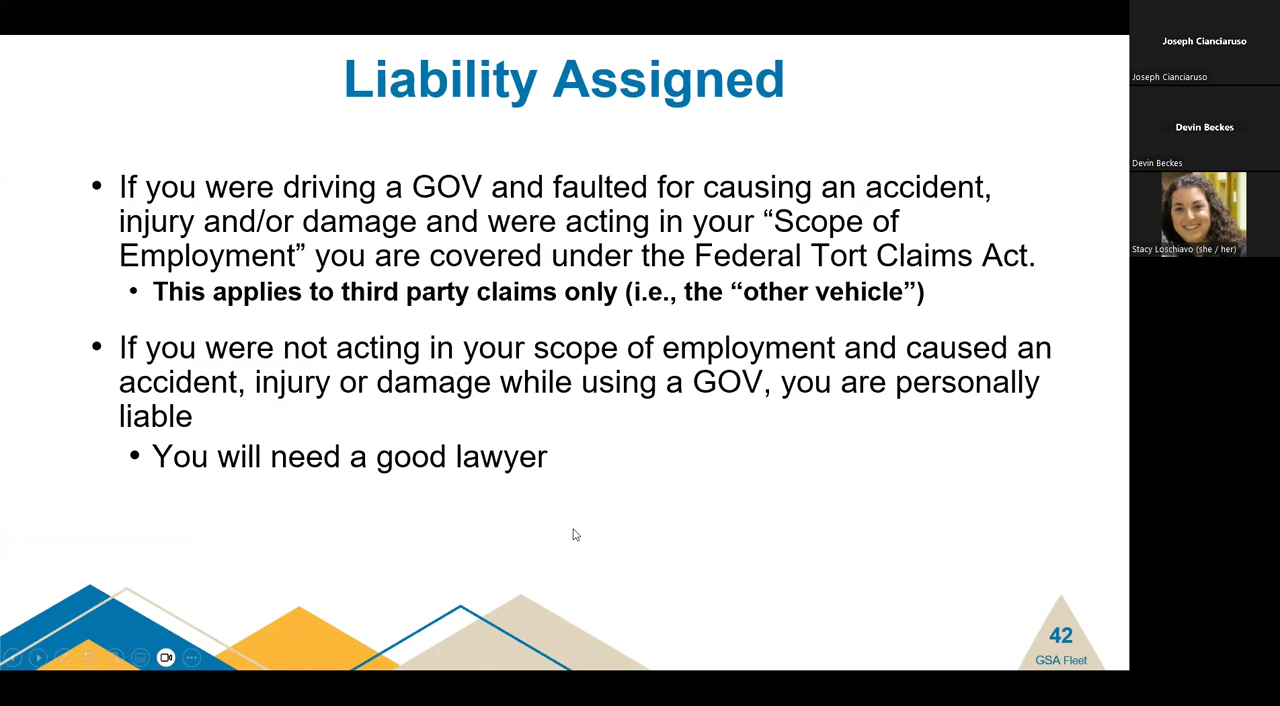 Liability Assigned
• If you were driving a GOV and faulted for causing an accident,
injury and/or damage and were acting in your “Scope of
Employment” you are covered under the Federal Tort Claims Act.
• This applies to third party claims only (i.e., the “other vehicle”)
• If you were not acting in your scope of employment and caused an
accident, injury or damage while using a GOV, you are personally
liable
• You will need a good lawyer
42
GSA Fleet
Joseph Cianciaruso
Joseph Cianciaruso
Devin Beckes
Devin Beckes
Stacy Loschiavo (she / her)